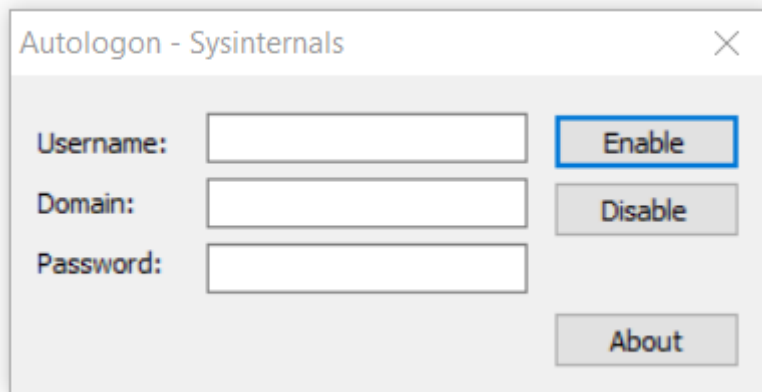 Autologon - Sysinternals
Username:
Enable
Domain:
Disable
Password:
About